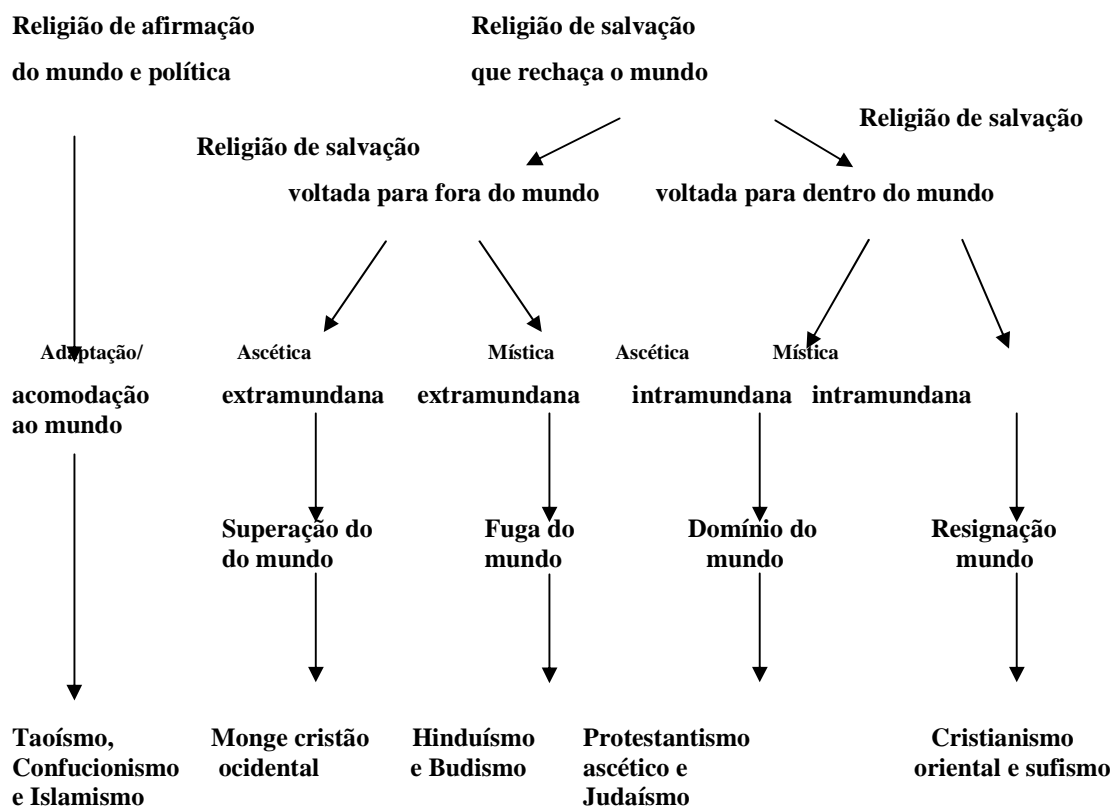 Religião de afirmação
do mundo e política
Religião de salvação
que rechaça o mundo
Religião de salvação
voltada para fora do mundo
Religião de salvação
voltada para dentro do mundo
Adaptação/
acomodação
ao mundo
Ascética
extramundana
Mística
extramundana
Ascética
intramundana
Mística
intramundana
Superação do
do mundo
Fuga do
mundo
Domínio do
mundo
Resignação
mundo
Taoísmo,
Confucionismo
e Islamismo
Monge cristão
ocidental
Hinduísmo
e Budismo
Protestantismo
ascético e
Judaísmo
Cristianismo
oriental e sufismo